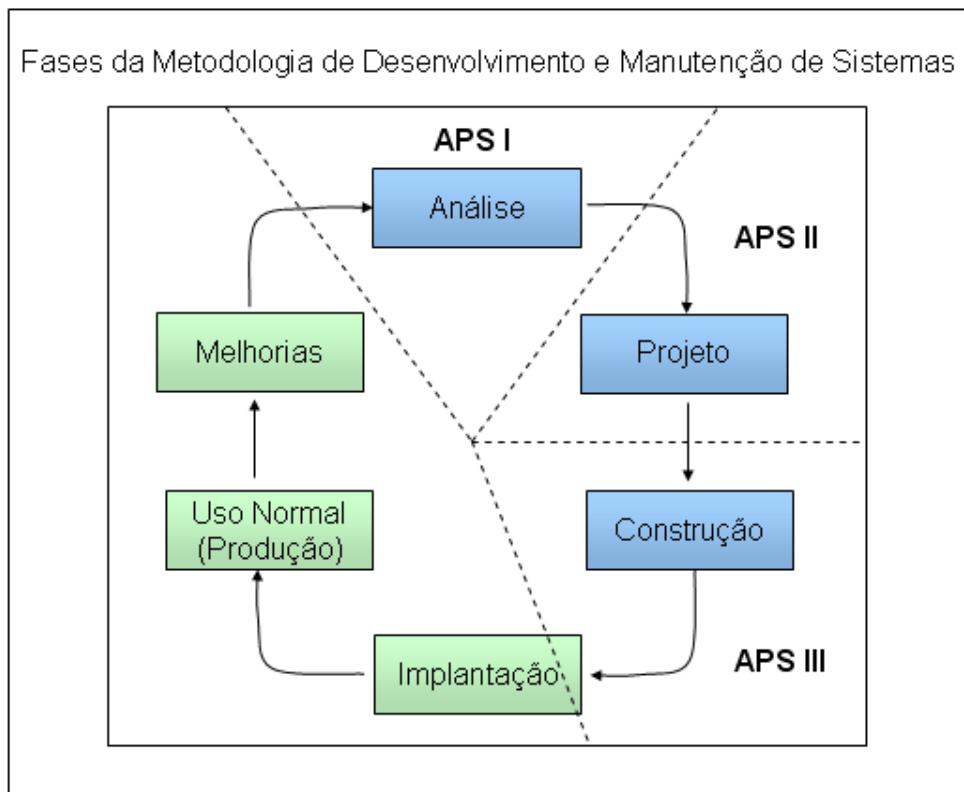 Fases da Metodologia de Desenvolvimento e Manutenção de Sistemas
APS I
Análise
APS II
Melhorias
Projeto
Uso Normal
(Produção)
Construção
Implantação
APS III